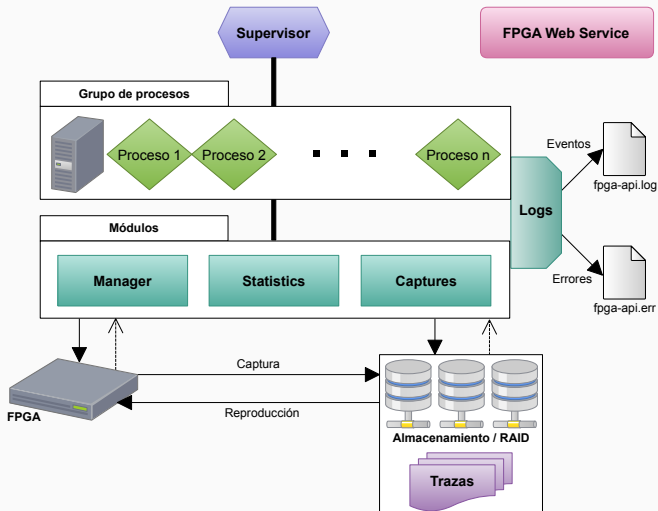 Supervisor
FPGA Web Service
Grupo de procesos
Proceso 1
Proceso 2
Proceso n
Eventos
fpga-api.log
Logs
Módulos
Manager
Statistics
Captures
Errores
fpga-api.err
Captura
FPGA
Reproducción
Almacenamiento / RAID
Trazas